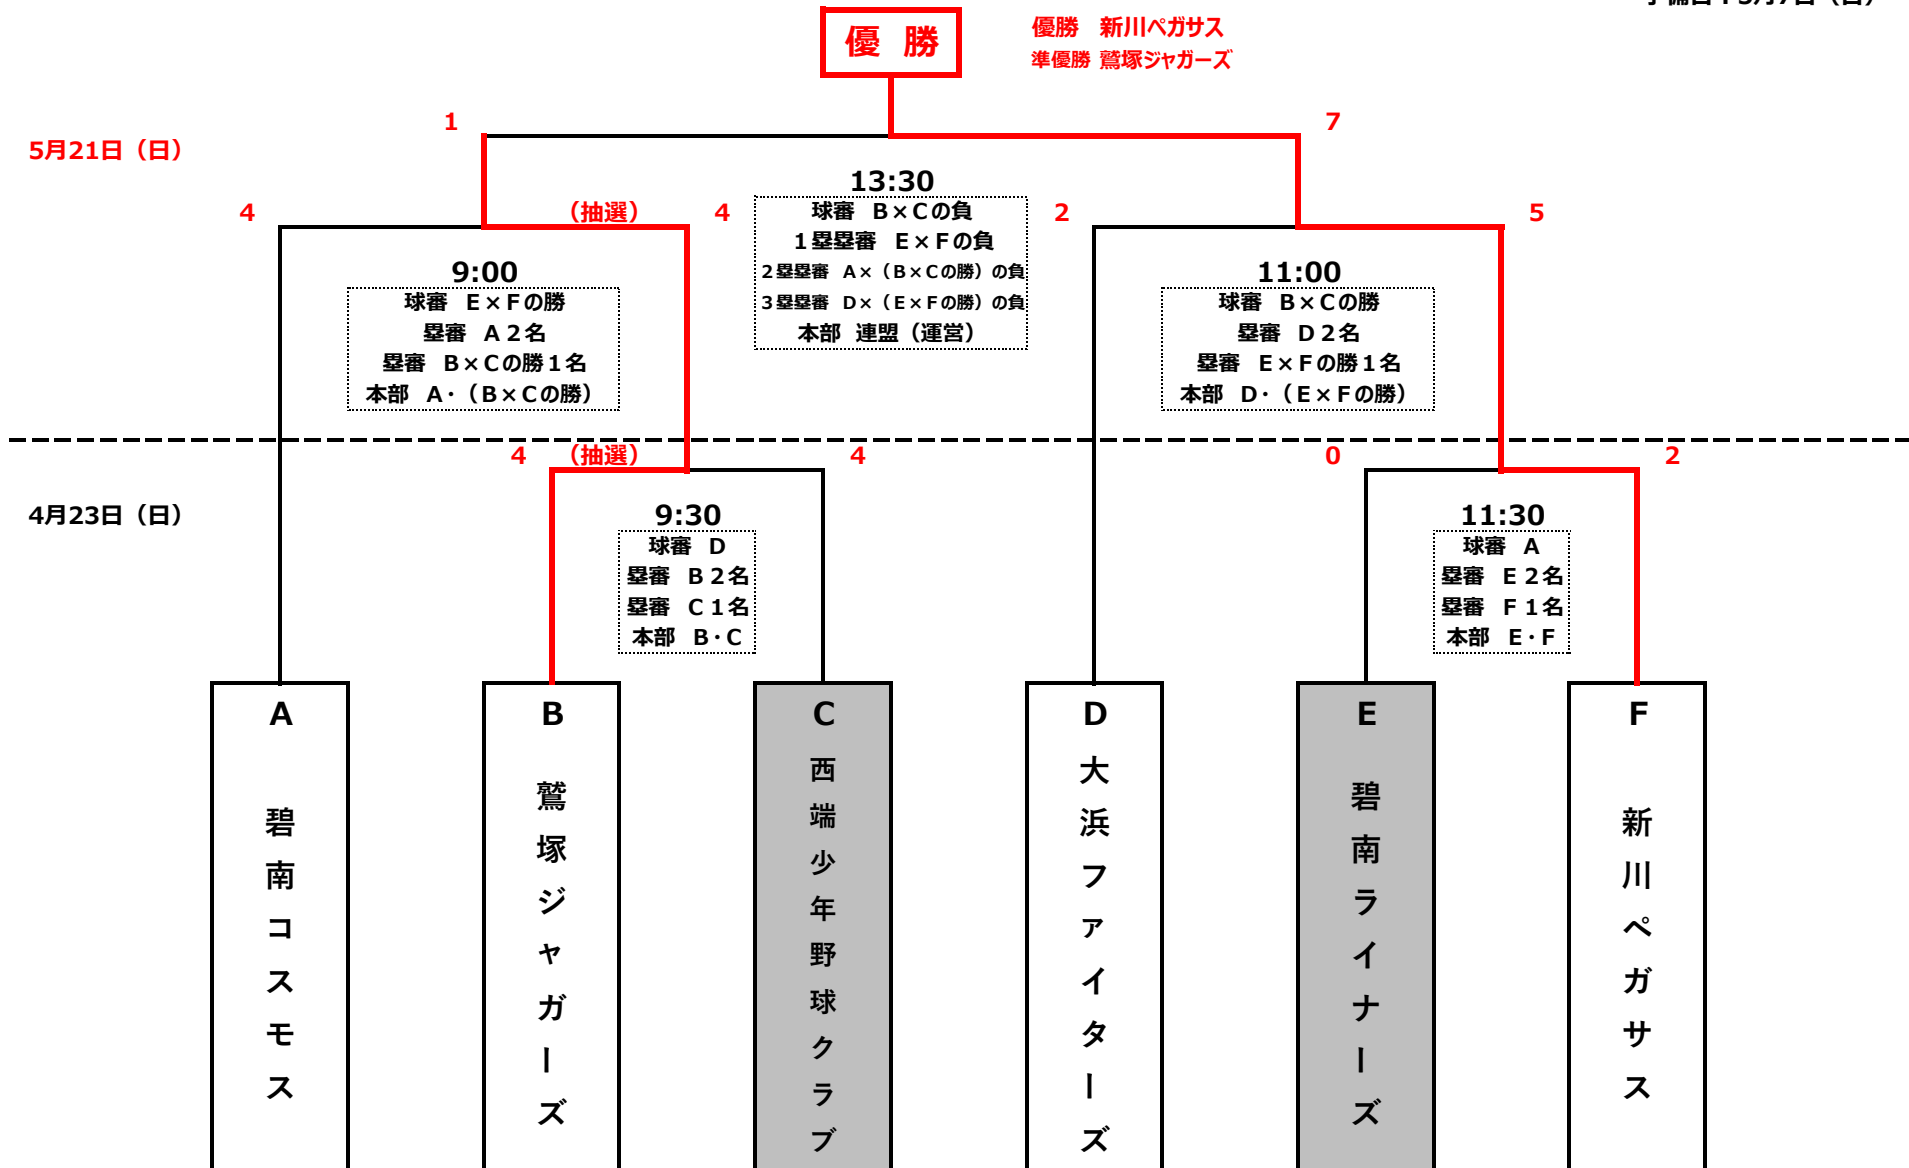 優 勝
優勝 新川ペガサス
準優勝 鷲塚ジャガーズ
1
7
5月21日（日）
13:30
球審 B×Cの負
1塁塁審 E×Fの負
2塁塁審 A×（B×Cの勝）の負
3塁塁審 D×（E×Fの勝）の負
本部 連盟（運営）
4
（抽選）
4
2
5
9:00
球審 E×Fの勝
塁審 A2名
塁審 B×Cの勝1名
本部 A・（B×Cの勝）
11:00
球審 B×Cの勝
塁審 D2名
塁審 E×Fの勝1名
本部 D・（E×Fの勝）
4
（抽選）
4
0
2
4月23日（日）
9:30
球審 D
塁審 B2名
塁審 C1名
本部 B・C
11:30
球審 A
塁審 E2名
塁審 F1名
本部 E・F
A
碧南コスモス
B
鷲塚ジャガーズ
C
西端少年野球クラブ
D
大浜ファイターズ
E
碧南ライナーズ
F
新川ペガサス